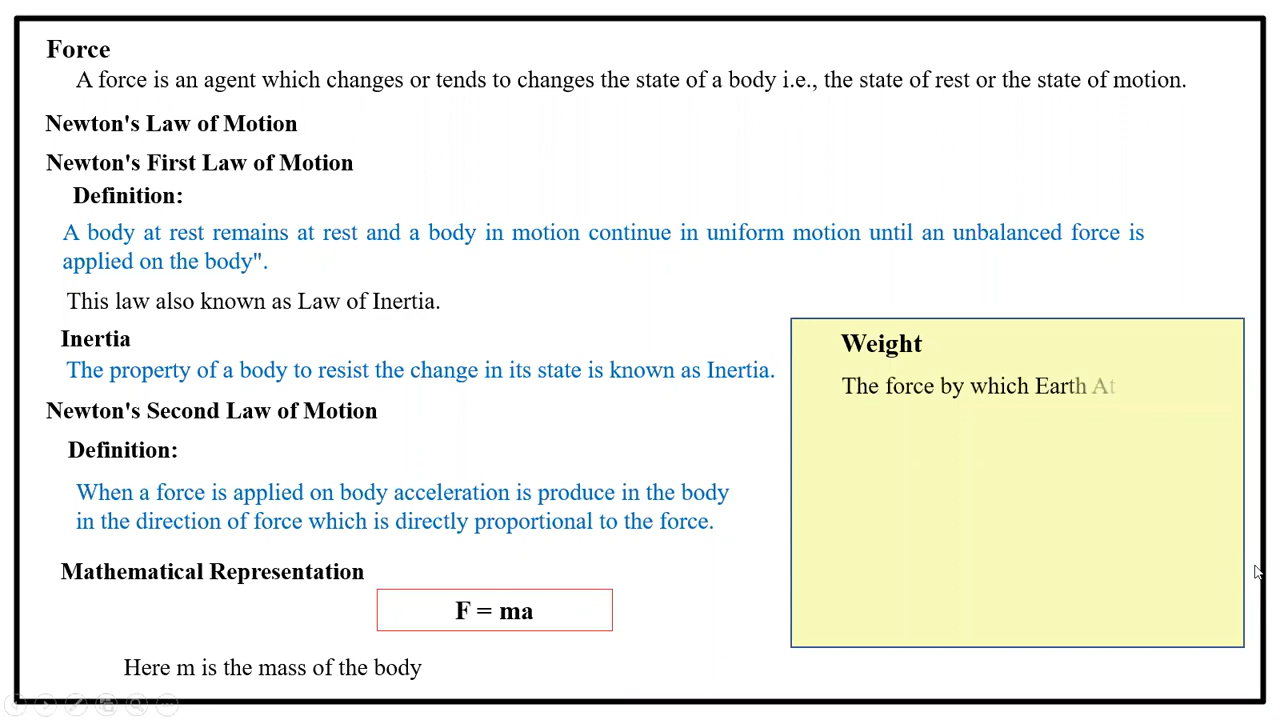 Force
A force is an agent which changes or tends to changes the state of a body i.e., the state of rest or the state of motion.
Newton's Law of Motion
Newton's First Law of Motion
Definition:
A body at rest remains at rest and a body in motion continue in uniform motion until an unbalanced force is
applied on the body".
This law also known as Law of Inertia.
Inertia
The property of a body to resist the change in its state is known as Inertia.
Newton's Second Law of Motion
Definition:
When a force is applied on body acceleration is produce in the body
in the direction of force which is directly proportional to the force.
Mathematical Representation
F = ma
Here m is the mass of the body
Weight
The force by which Earth At